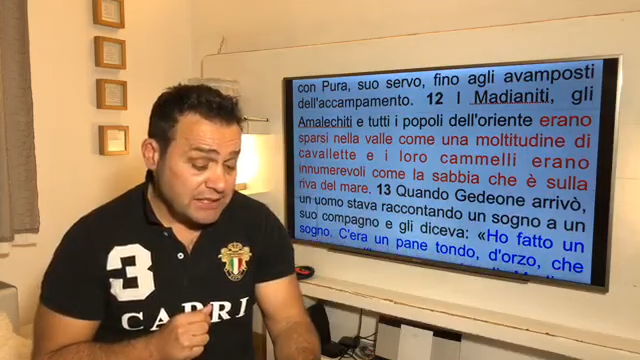 con Pura, suo servo, fino agli avamposti
dell'accampamento. 12 I Madianiti, gli
Amalechiti e tutti i popoli dell'oriente erano
sparsi nella valle come una moltitudine di
cavallette e i loro cammelli erano
innumerevoli come la sabbia che è sulla
riva del mare. 13 Quando Gedeone arrivò,
un uomo stava raccontando un sogno a un
suo compagno e gli diceva: «Ho fatto un
sogno. C'era un pane tondo, d'orzo, che
3
CAPRI